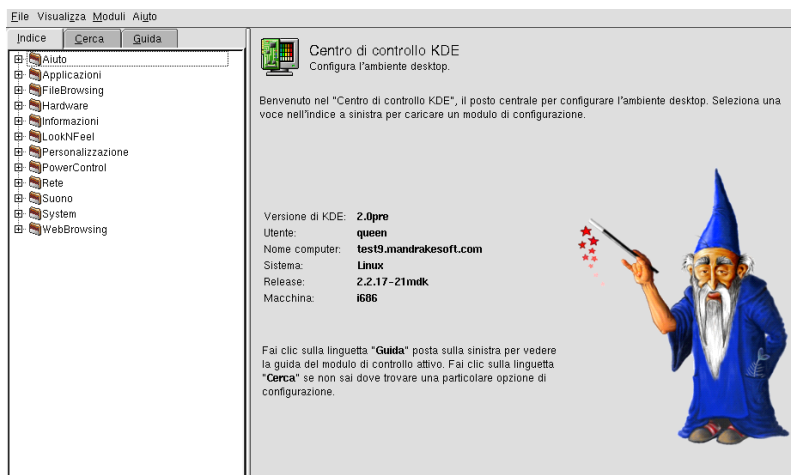 File Visualizza Moduli Aiuto
Indice Cerca Guida
Aiuto
Applicazioni
FileBrowsing
Hardware
Informazioni
LookNFeel
Personalizzazione
PowerControl
Rete
Suono
System
WebBrowsing
Centro di controllo KDE
Configura l'ambiente desktop.
Benvenuto nel "Centro di controllo KDE", il posto centrale per configurare l'ambiente desktop. Seleziona una
voce nell'indice a sinistra per caricare un modulo di configurazione.
Versione di KDE: 2.0pre
Utente: queen
Nome computer: test9.mandrakesoft.com
Sistema: Linux
Release: 2.2.17-21mdk
Macchina: i686
Fai clic sulla linguetta "Guida" posta sulla sinistra per vedere
la guida del modulo di controllo attivo. Fai clic sulla linguetta
"Cerca" se non sai dove trovare una particolare opzione di
configurazione.